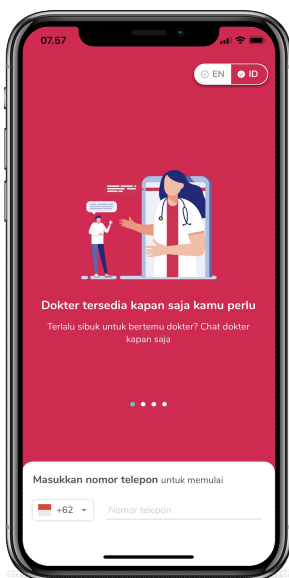 07.57
EN ID
Dokter tersedia kapan saja kamu perlu
Terlalu sibuk untuk bertemu dokter? Chat dokter
kapan saja
Masukkan nomor telepon untuk memulai
+62 Nomor telepon